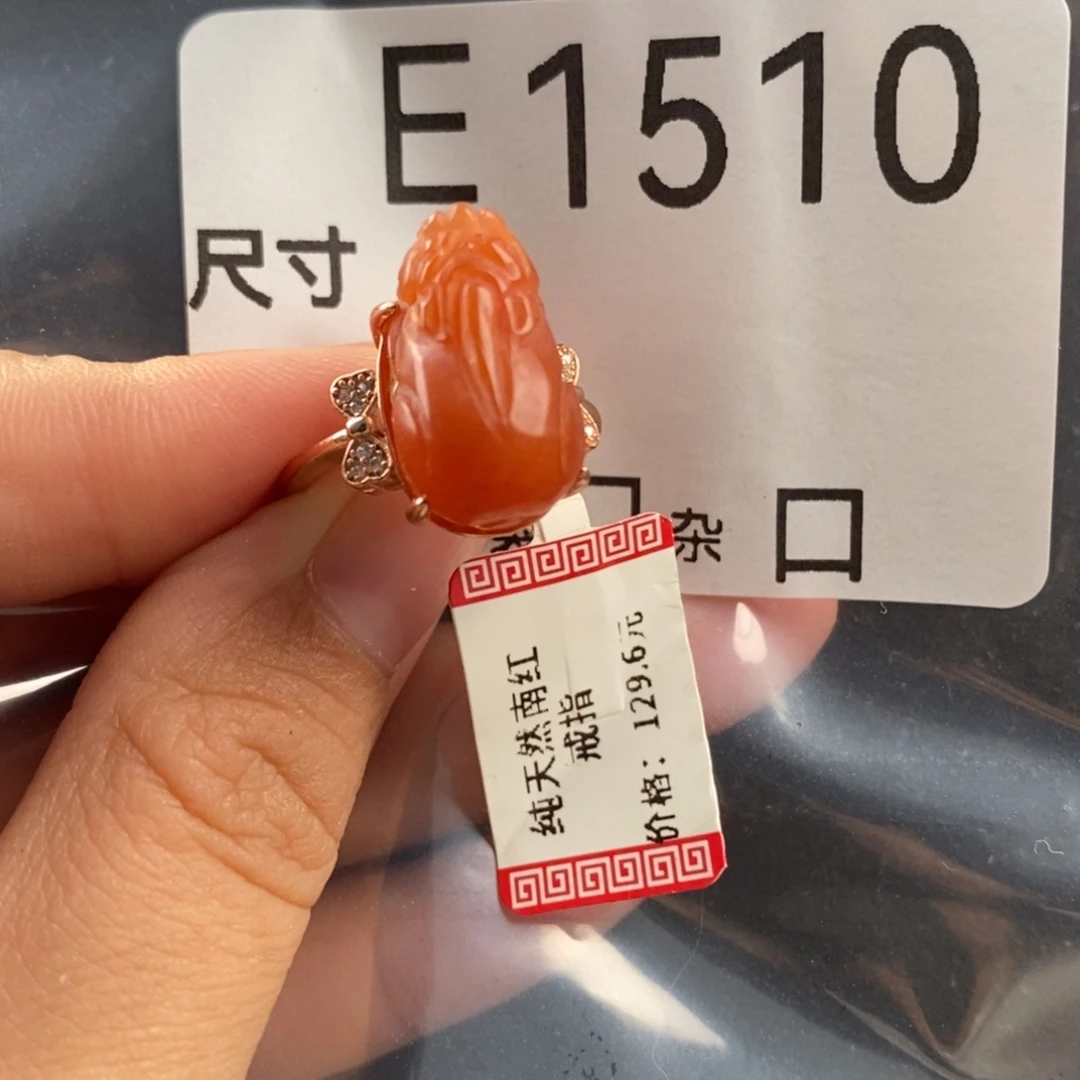 E1510
尺寸
杂 口
纯天然南红
戒指
价格: 129.6元